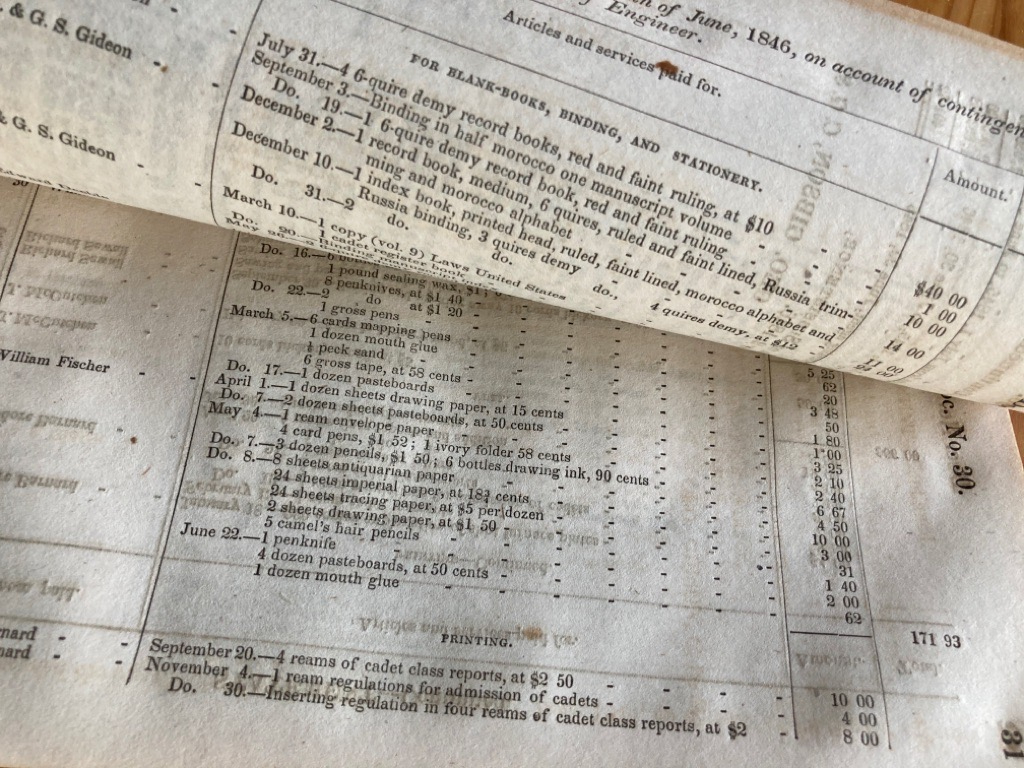 n of June, 1846, on account of contingen
Engineer.
Articles and services paid for.
Amount.
FOR BLANK-BOOKS, BINDING, AND STATIONERY.
& G. S. Gideon
July 31.—4 6-quire demy record books, red and faint ruling, at $10 - $40 00
September 3.—Binding in half morocco one manuscript volume - 1 00
Do. 19.—1 6-quire demy record book, red and faint ruling - 10 00
December 2.—1 record book, medium, 6 quires, ruled and faint lined, Russia trim-
ming and morocco alphabet - 14 00
& G. S. Gideon
December 10.—1 index book, printed head, ruled, faint lined, morocco alphabet and
Russia binding, 3 quires demy - 11 00
Do. 31.—2 do. do. do., 4 quires demy, at $12
March 10.—1 copy (vol. 9) Laws United States
Do. 1 cadet register book
Do. 16.—6
1 pound sealing wax, $1
8 penknives, at $1 40
Do. 22.—2 do at $1 20
1 gross pens
March 5.—6 cards mapping pens
1 dozen mouth glue
1 peck sand
6 gross tape, at 58 cents - 3 48
Do. 17.—1 dozen pasteboards - 50
April 1.—1 dozen sheets drawing paper, at 15 cents - 1 80
Do. 7.—2 dozen sheets pasteboards, at 50 cents - 1 00
William Fischer
May 4.—1 ream envelope paper - 3 25
4 card pens, $1 52; 1 ivory folder 58 cents - 2 10
Do. 7.—3 dozen pencils, $1 50; 6 bottles drawing ink, 90 cents - 2 40
Do. 8.—8 sheets antiquarian paper - 6 67
24 sheets imperial paper, at 18¾ cents - 4 50
24 sheets tracing paper, at $5 per dozen - 10 00
2 sheets drawing paper, at $1 50 - 3 00
5 camel's hair pencils - 31
June 22.—1 penknife - 1 40
4 dozen pasteboards, at 50 cents - 2 00
1 dozen mouth glue - 62
171 93
PRINTING.
nard - September 20.—4 reams of cadet class reports, at $2 50 - 10 00
nard - November 4.—1 ream regulations for admission of cadets - 4 00
Do. 30.—Inserting regulation in four reams of cadet class reports, at $2 - 8 00
oc. No. 30.
31